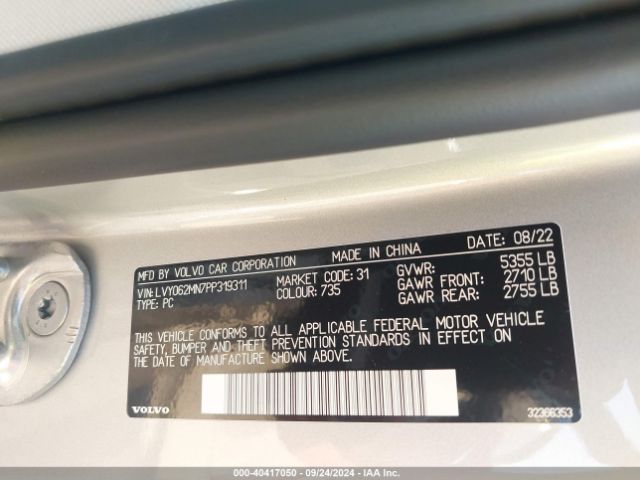 MFD BY VOLVO CAR CORPORATION MADE IN CHINA DATE: 08/22
VIN: LVY062MN7PP319311 MARKET CODE: 31 GVWR: 5355 LB
TYPE: PC COLOUR: 735 GAWR FRONT: 2710 LB
GAWR REAR: 2755 LB
THIS VEHICLE CONFORMS TO ALL APPLICABLE FEDERAL MOTOR VEHICLE
SAFETY, BUMPER AND THEFT PREVENTION STANDARDS IN EFFECT ON
THE DATE OF MANUFACTURE SHOWN ABOVE.
VOLVO 32366353
000-40417050 - 09/24/2024 - IAA Inc.